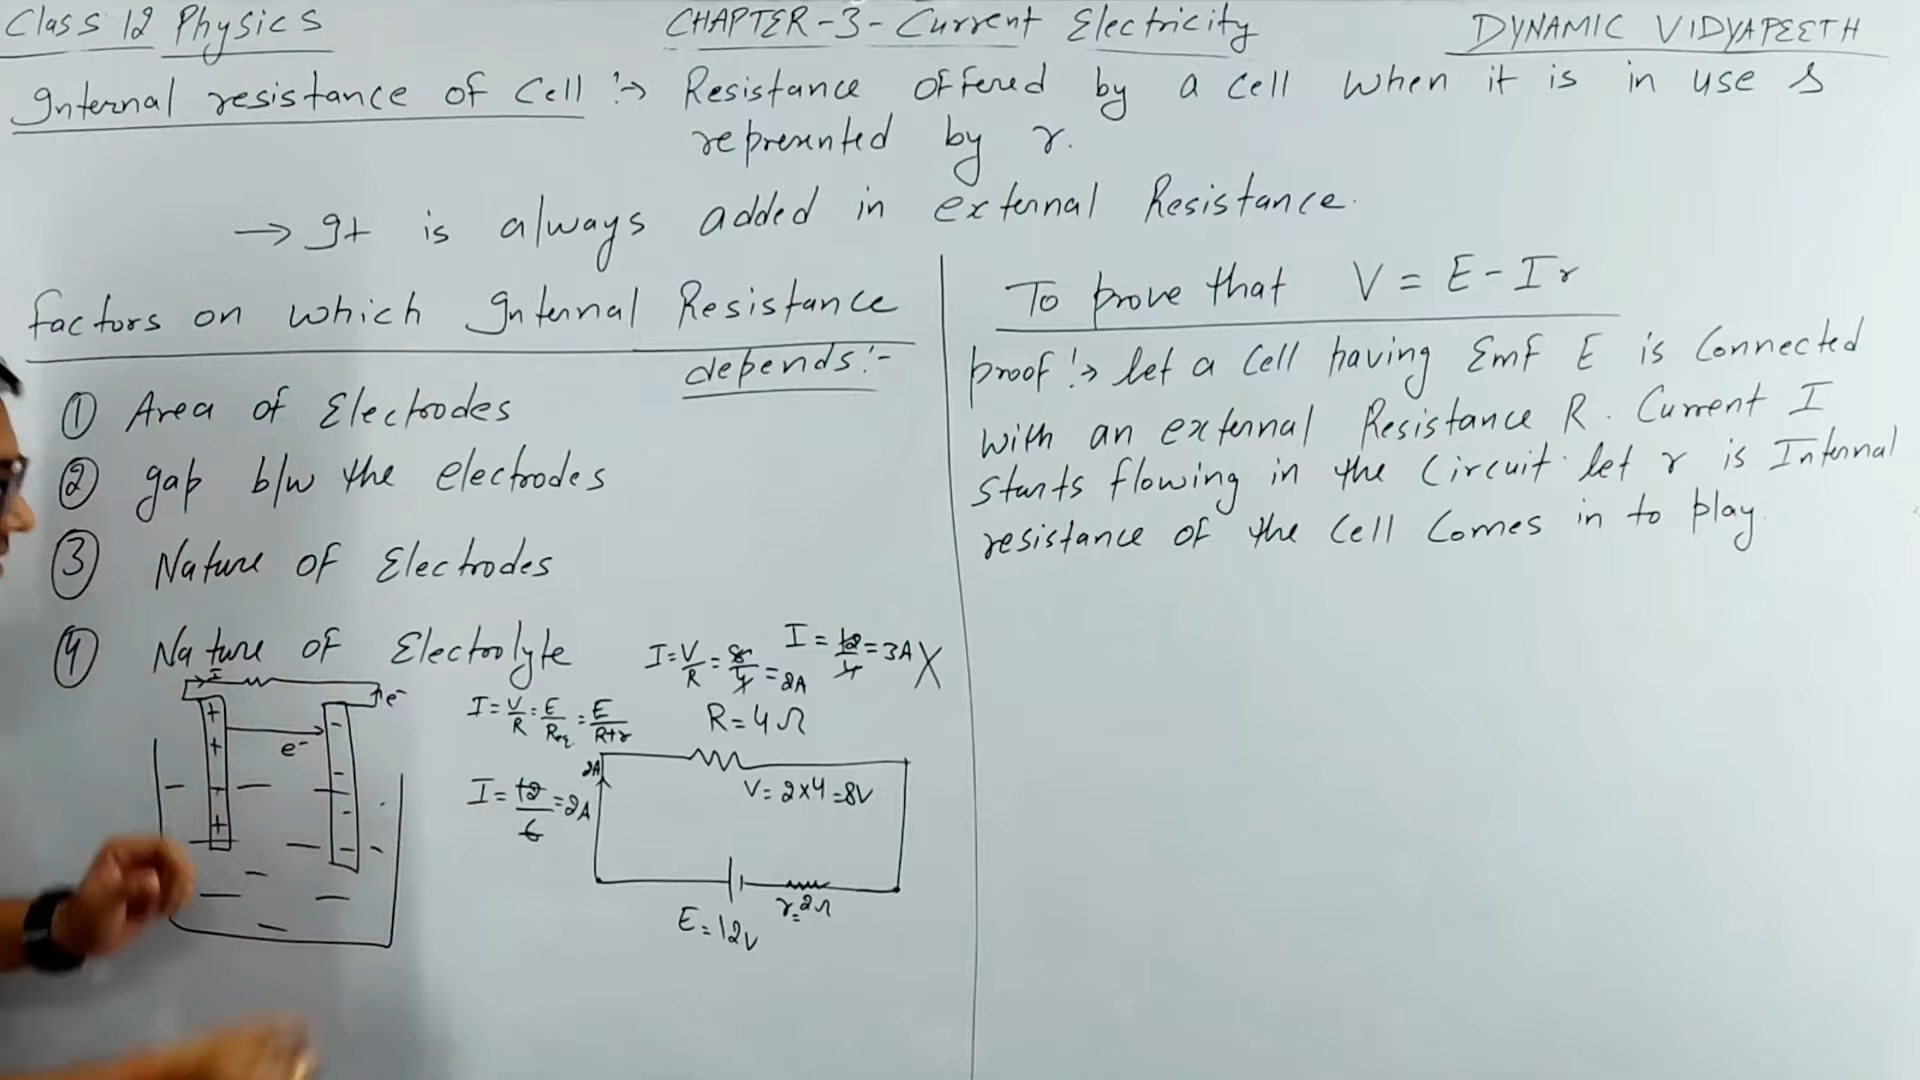 Class 12 Physics
CHAPTER-3-Current Electricity
DYNAMIC VIDYAPEETH
Internal resistance of Cell :→ Resistance offered by a cell when it is in use &
represented by r.
→ It is always added in external Resistance.
factors on which Internal Resistance
depends:-
① Area of Electrodes
② gap b/w the electrodes
③ Nature of Electrodes
④ Nature of Electrolyte
To prove that V = E - Ir
proof :→ let a Cell having Emf E is Connected
with an external Resistance R. Current I
starts flowing in the Circuit. let r is Internal
resistance of the Cell Comes in to play.
I = V/R = 8/4 = 2A
I = 12/4 = 3A X
I = V/R = E/Req = E/R+r
R = 4 Ω
I = 12/6 = 2A
2A
V = 2x4 = 8V
E = 12V
r = 2Ω
I
e-
e-
+
+
+
+
-
-
-
-